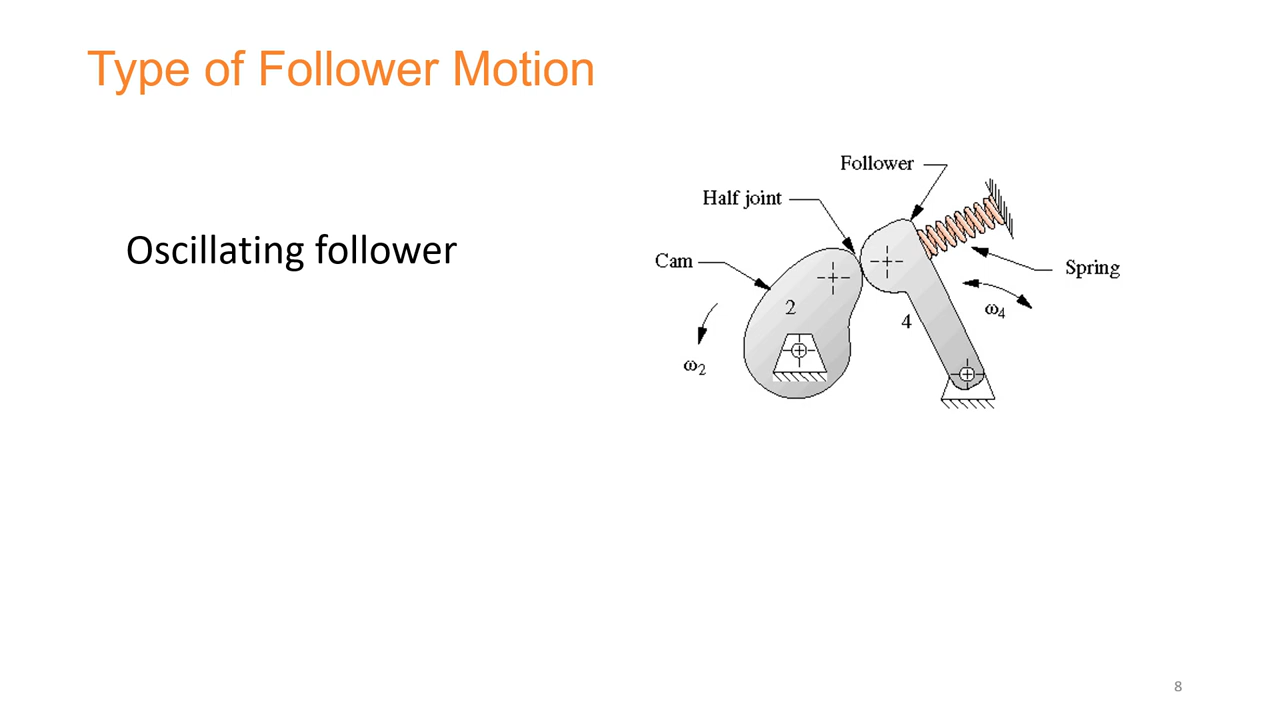 Type of Follower Motion
Oscillating follower
Follower
Half joint
Cam
Spring
2
4
ω2
ω4
8